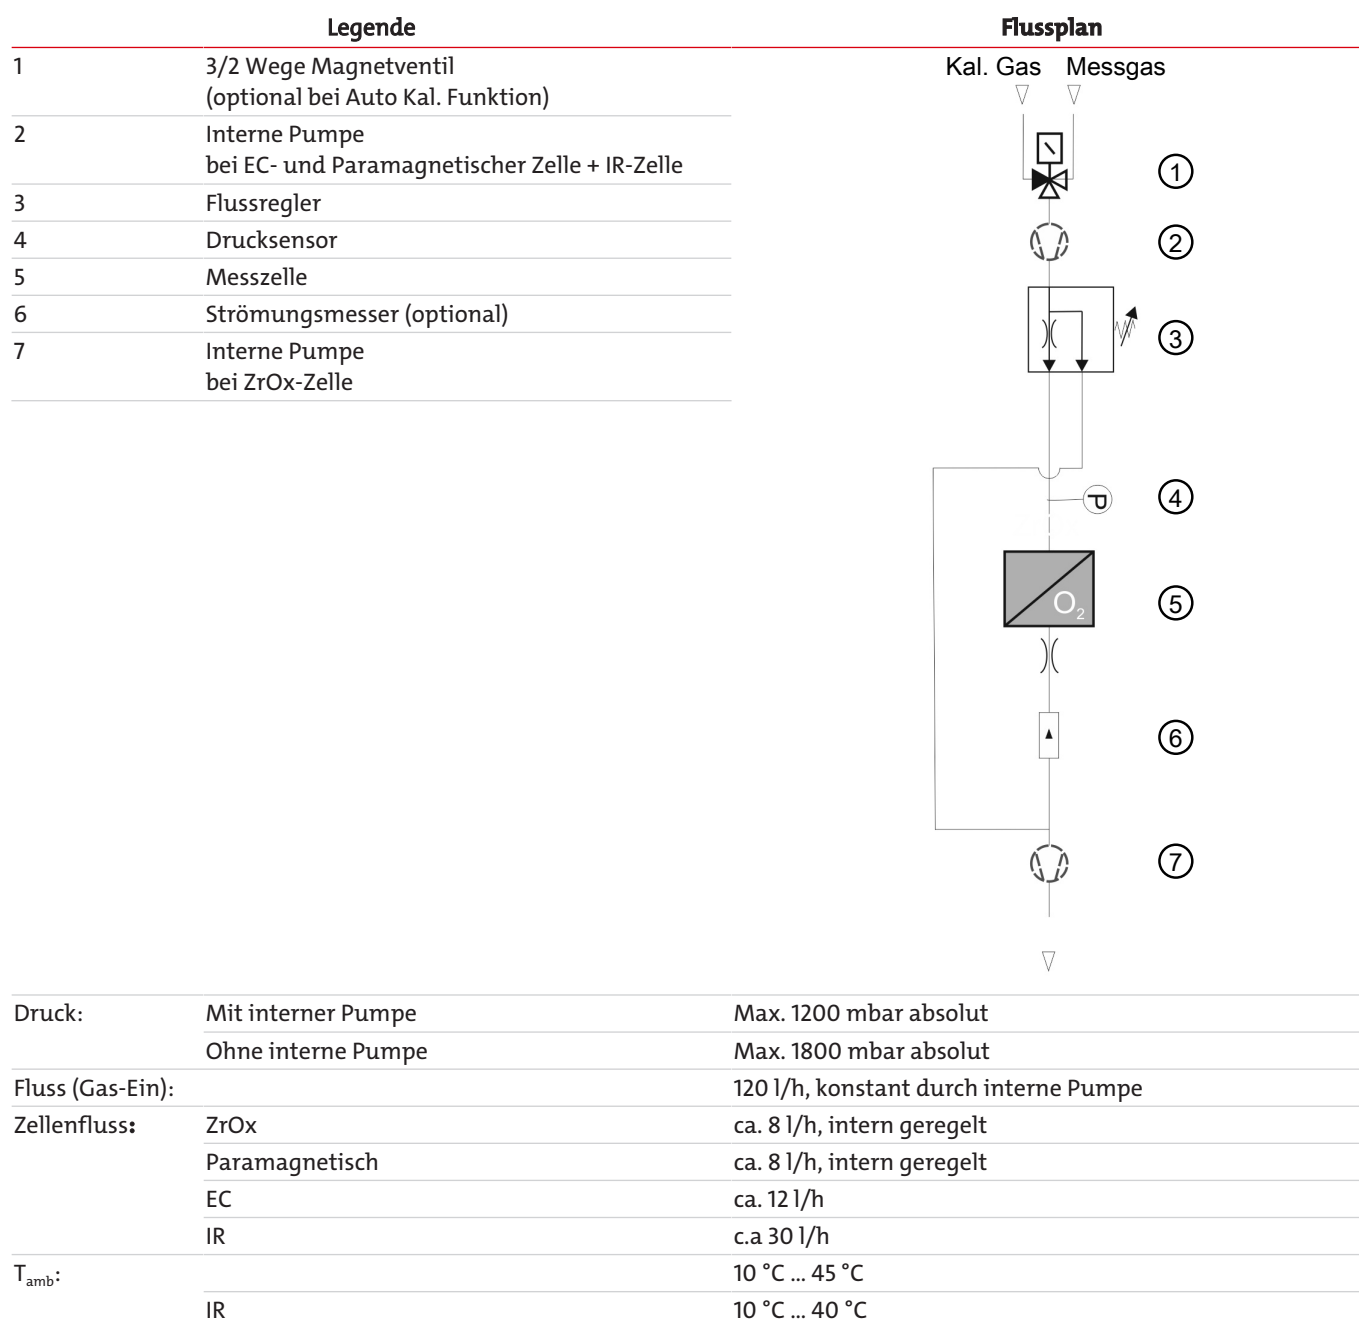 Legende
Flussplan
1 3/2 Wege Magnetventil
(optional bei Auto Kal. Funktion)
2 Interne Pumpe
bei EC- und Paramagnetischer Zelle + IR-Zelle
3 Flussregler
4 Drucksensor
5 Messzelle
6 Strömungsmesser (optional)
7 Interne Pumpe
bei ZrOx-Zelle
Kal. Gas Messgas
1
2
3
P 4
O₂ 5
6
7
Druck: Mit interner Pumpe Max. 1200 mbar absolut
Ohne interne Pumpe Max. 1800 mbar absolut
Fluss (Gas-Ein): 120 l/h, konstant durch interne Pumpe
Zellenfluss: ZrOx ca. 8 l/h, intern geregelt
Paramagnetisch ca. 8 l/h, intern geregelt
EC ca. 12 l/h
IR c.a 30 l/h
Tamb: 10 °C ... 45 °C
IR 10 °C ... 40 °C